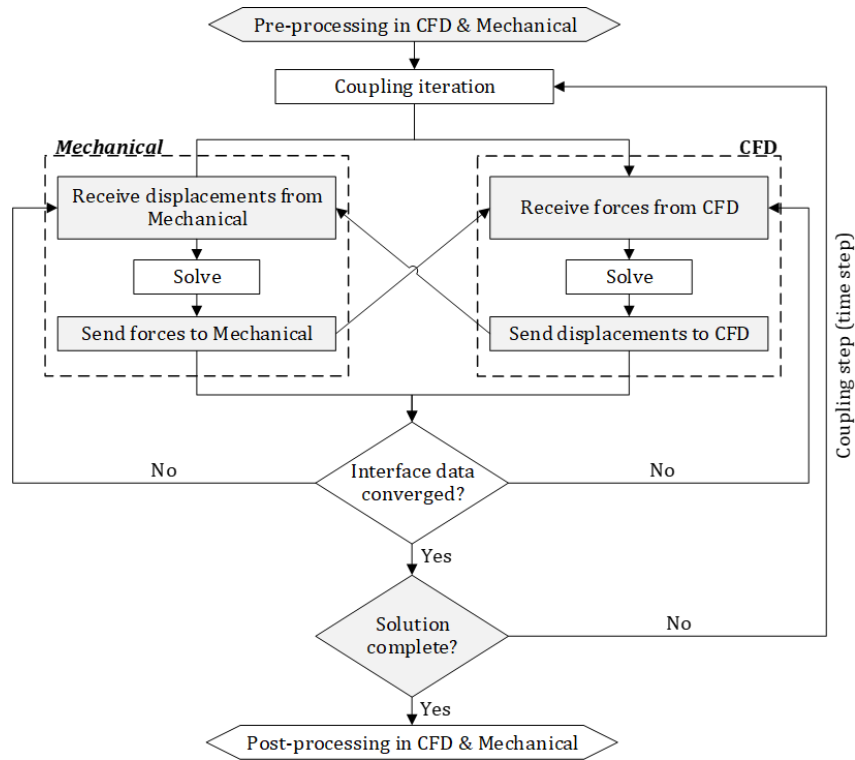 Pre-processing in CFD & Mechanical
Coupling iteration
Mechanical
CFD
Receive displacements from
Mechanical
Receive forces from CFD
Solve
Solve
Send forces to Mechanical
Send displacements to CFD
Coupling step (time step)
No
Interface data
converged?
No
Yes
Solution
complete?
No
Yes
Post-processing in CFD & Mechanical